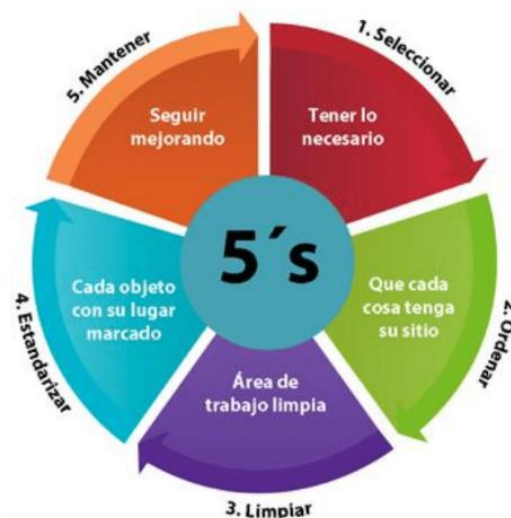 5´s
1. Seleccionar
Tener lo
necesario
2. Ordenar
Que cada
cosa tenga
su sitio
3. Limpiar
Área de
trabajo limpia
4. Estandarizar
Cada objeto
con su lugar
marcado
5. Mantener
Seguir
mejorando